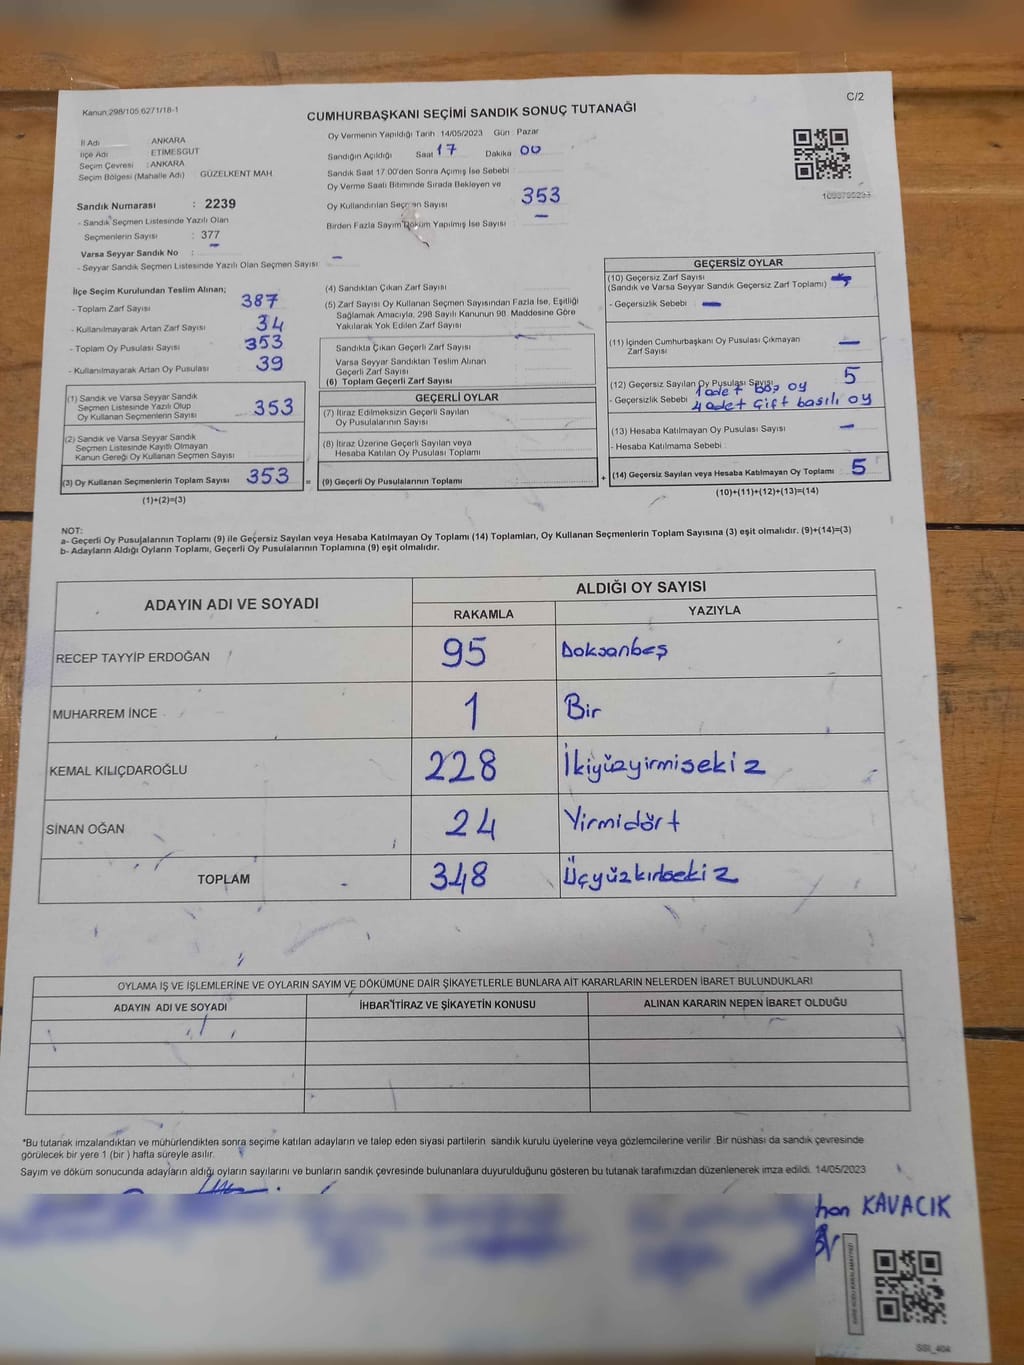 Kanun:298/105,6271/18-1
C/2
CUMHURBAŞKANI SEÇİMİ SANDIK SONUÇ TUTANAĞI
İl Adı : ANKARA
İlçe Adı : ETİMESGUT
Seçim Çevresi : ANKARA
Seçim Bölgesi (Mahalle Adı) GÜZELKENT MAH.
Sandık Numarası : 2239
- Sandık Seçmen Listesinde Yazılı Olan
Seçmenlerin Sayısı : 377
Varsa Seyyar Sandık No : -
- Seyyar Sandık Seçmen Listesinde Yazılı Olan Seçmen Sayısı: -
Oy Vermenin Yapıldığı Tarih 14/05/2023 Gün : Pazar
Sandığın Açıldığı Saat 17 Dakika 00
Sandık Saat 17.00'den Sonra Açımış İse Sebebi
Oy Verme Saati Bitiminde Sırada Bekleyen ve
Oy Kullandırılan Seçmen Sayısı 353
Birden Fazla Sayım Döküm Yapılmış İse Sayısı : -
İlçe Seçim Kurulundan Teslim Alınan;
- Toplam Zarf Sayısı 387
- Kullanılmayarak Artan Zarf Sayısı 34
- Toplam Oy Pusulası Sayısı 353
- Kullanılmayarak Artan Oy Pusulası 39
(1) Sandık ve Varsa Seyyar Sandık
Seçmen Listesinde Yazılı Olup
Oy Kullanan Seçmenlerin Sayısı 353
(2) Sandık ve Varsa Seyyar Sandık
Seçmen Listesinde Kayıtlı Olmayan
Kanun Gereği Oy Kullanan Seçmen Sayısı
(3) Oy Kullanan Seçmenlerin Toplam Sayısı 353 =
(1)+(2)=(3)
(4) Sandıktan Çıkan Zarf Sayısı
(5) Zarf Sayısı Oy Kullanan Seçmen Sayısından Fazla İse, Eşitliği
Sağlamak Amacıyla, 298 Sayılı Kanunun 98. Maddesine Göre
Yakılarak Yok Edilen Zarf Sayısı
Sandıkta Çıkan Geçerli Zarf Sayısı
Varsa Seyyar Sandıktan Teslim Alınan
Geçerli Zarf Sayısı
(6) Toplam Geçerli Zarf Sayısı
GEÇERLİ OYLAR
(7) İtiraz Edilmeksizin Geçerli Sayılan
Oy Pusulalarının Sayısı
(8) İtiraz Üzerine Geçerli Sayılan veya
Hesaba Katılan Oy Pusulası Toplamı
(9) Geçerli Oy Pusulalarının Toplamı +
GEÇERSİZ OYLAR
(10) Geçersiz Zarf Sayısı
(Sandık ve Varsa Seyyar Sandık Geçersiz Zarf Toplamı)
- Geçersizlik Sebebi -
(11) İçinden Cumhurbaşkanı Oy Pusulası Çıkmayan
Zarf Sayısı -
(12) Geçersiz Sayılan Oy Pusulası Sayısı 5
1 adet boş oy
- Geçersizlik Sebebi 4 adet çift basılı oy
(13) Hesaba Katılmayan Oy Pusulası Sayısı -
- Hesaba Katılmama Sebebi
(14) Geçersiz Sayılan veya Hesaba Katılmayan Oy Toplamı 5
(10)+(11)+(12)+(13)=(14)
NOT:
a- Geçerli Oy Pusulalarının Toplamı (9) ile Geçersiz Sayılan veya Hesaba Katılmayan Oy Toplamı (14) Toplamları, Oy Kullanan Seçmenlerin Toplam Sayısına (3) eşit olmalıdır. (9)+(14)=(3)
b- Adayların Aldığı Oyların Toplamı, Geçerli Oy Pusulalarının Toplamına (9) eşit olmalıdır.
ADAYIN ADI VE SOYADI
ALDIĞI OY SAYISI
RAKAMLA YAZIYLA
RECEP TAYYİP ERDOĞAN 95 Doksanbeş
MUHARREM İNCE 1 Bir
KEMAL KILIÇDAROĞLU 228 İkiyüzyirmisekiz
SİNAN OĞAN 24 Yirmidört
TOPLAM 348 Üçyüzkırksekiz
OYLAMA İŞ VE İŞLEMLERİNE VE OYLARIN SAYIM VE DÖKÜMÜNE DAİR ŞİKAYETLERLE BUNLARA AİT KARARLARIN NELERDEN İBARET BULUNDUKLARI
ADAYIN ADI VE SOYADI İHBAR İTİRAZ VE ŞİKAYETİN KONUSU ALINAN KARARIN NEDEN İBARET OLDUĞU
*Bu tutanak imzalandıktan ve mühürlendikten sonra seçime katılan adayların ve talep eden siyasi partilerin sandık kurulu üyelerine veya gözlemcilerine verilir. Bir nüshası da sandık çevresinde
görülecek bir yere 1 (bir) hafta süreyle asılır.
Sayım ve döküm sonucunda adayların aldığı oyların sayılarını ve bunların sandık çevresinde bulunanlara duyurulduğunu gösteren bu tutanak tarafımızdan düzenlenerek imza edildi. 14/05/2023
han KAVACIK
SSI_404